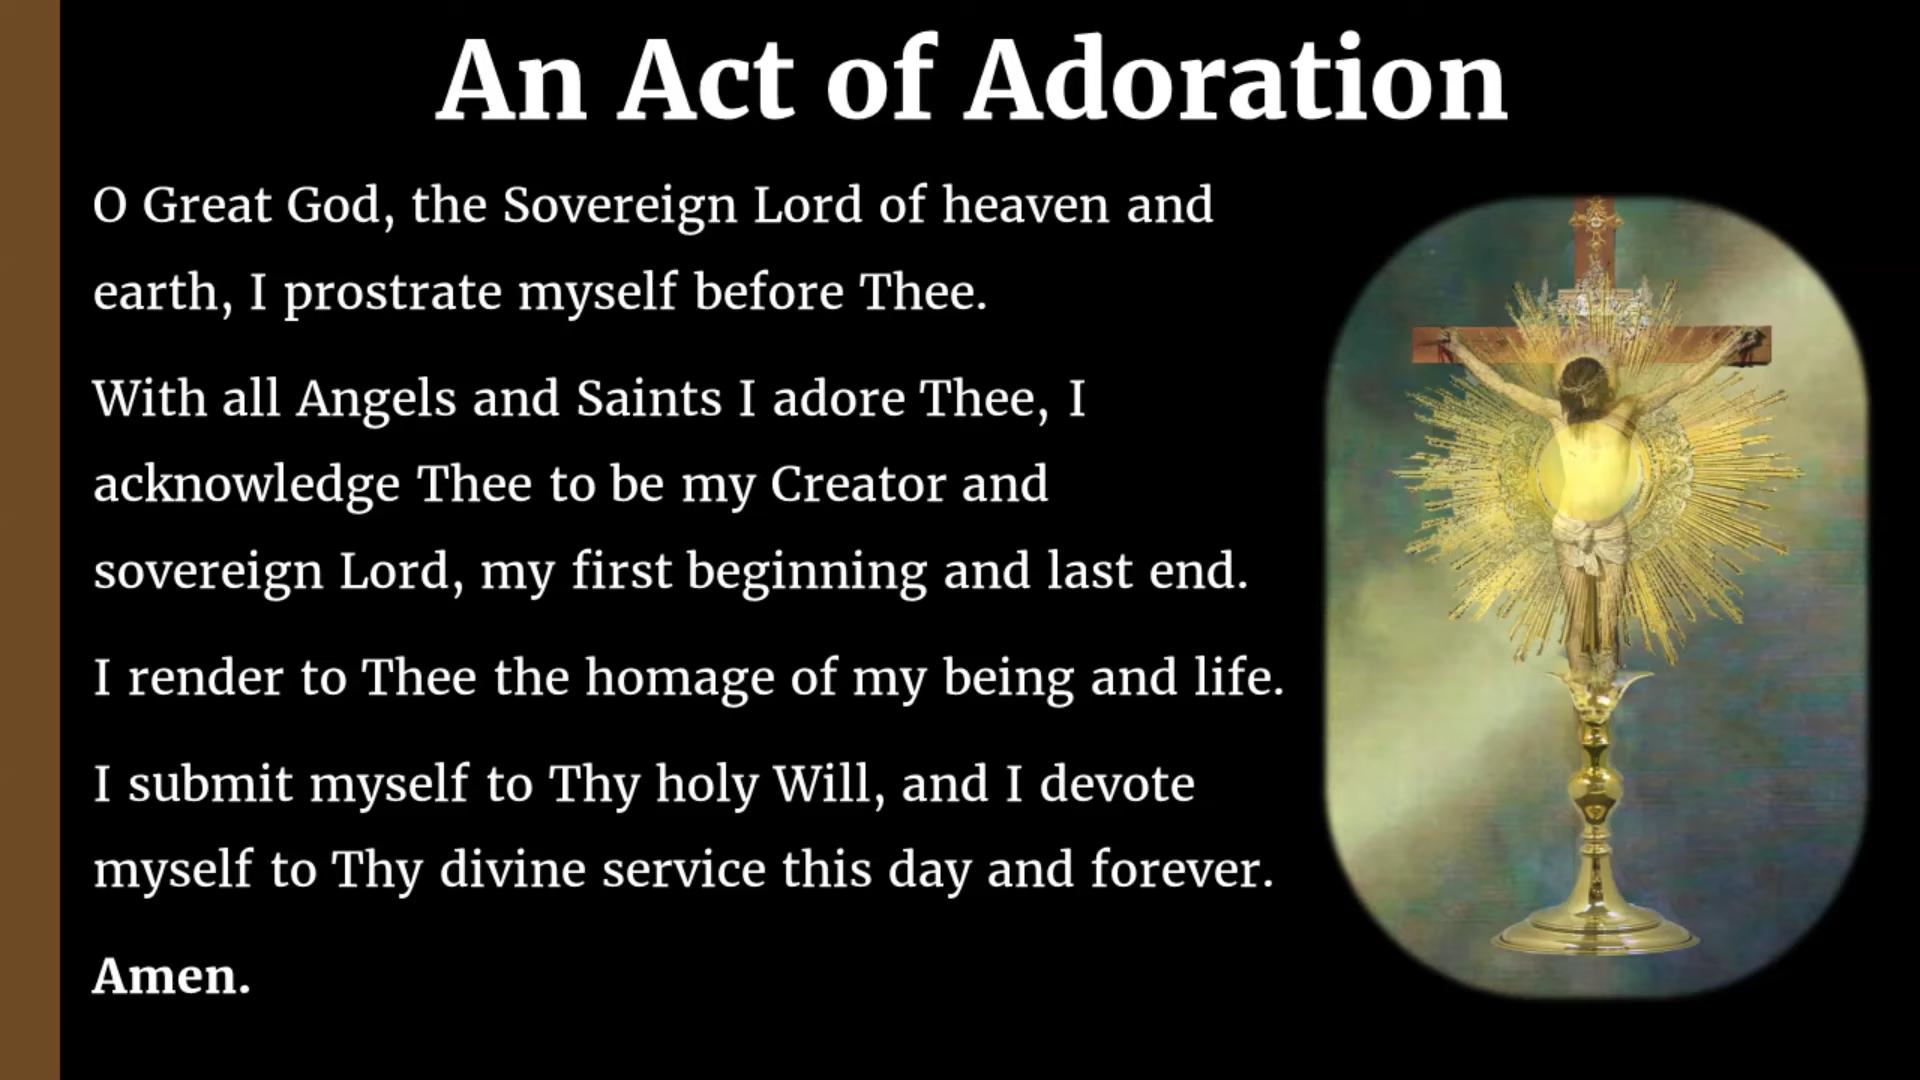 An Act of Adoration
O Great God, the Sovereign Lord of heaven and
earth, I prostrate myself before Thee.
With all Angels and Saints I adore Thee, I
acknowledge Thee to be my Creator and
sovereign Lord, my first beginning and last end.
I render to Thee the homage of my being and life.
I submit myself to Thy holy Will, and I devote
myself to Thy divine service this day and forever.
Amen.